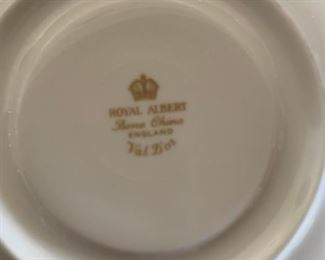 ROYAL ALBERT
Bone China
ENGLAND
Val D'or